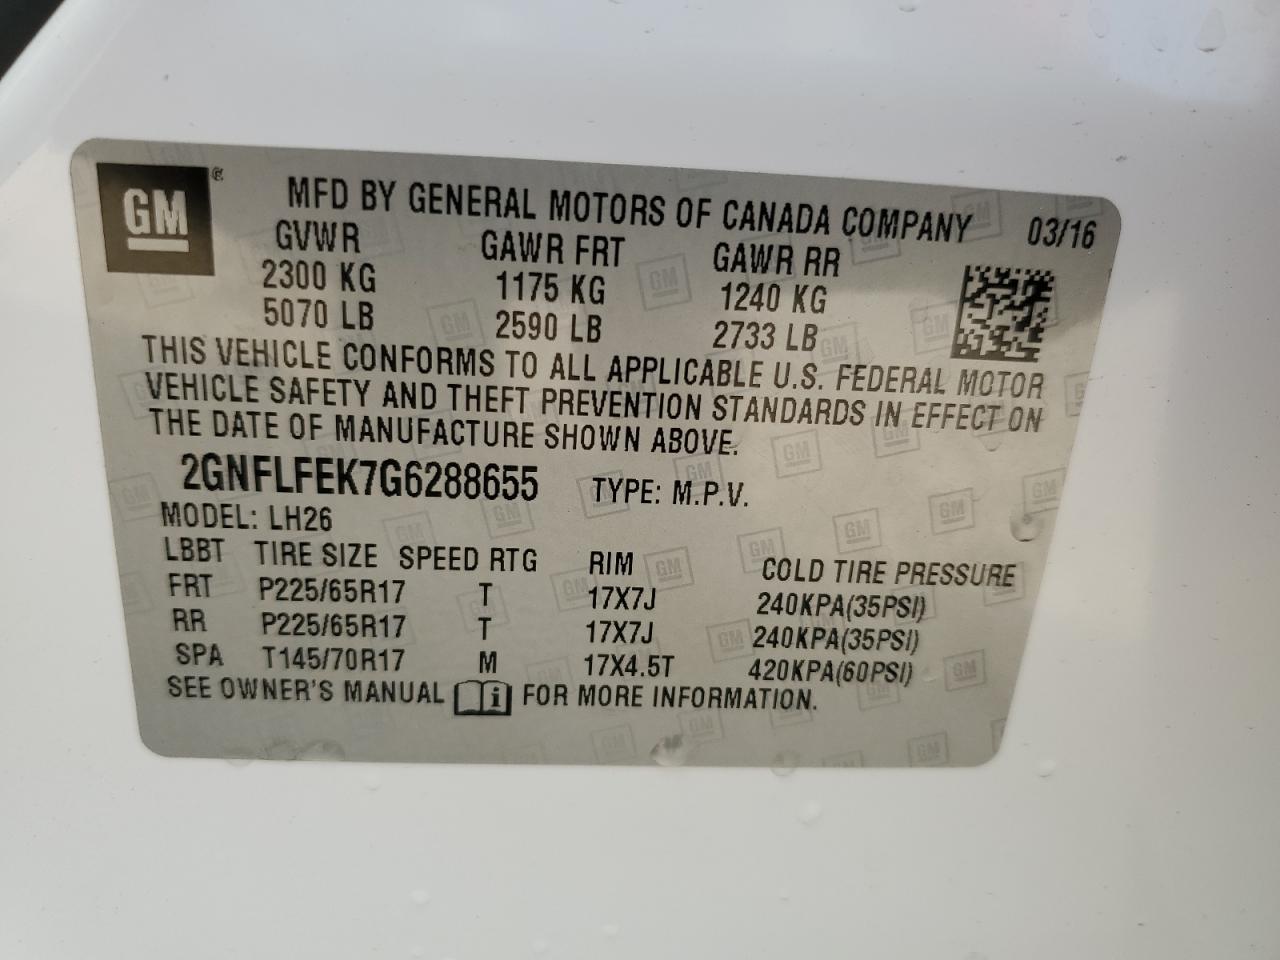 GM ®
MFD BY GENERAL MOTORS OF CANADA COMPANY 03/16
GVWR GAWR FRT GAWR RR
2300 KG 1175 KG 1240 KG
5070 LB 2590 LB 2733 LB
THIS VEHICLE CONFORMS TO ALL APPLICABLE U.S. FEDERAL MOTOR
VEHICLE SAFETY AND THEFT PREVENTION STANDARDS IN EFFECT ON
THE DATE OF MANUFACTURE SHOWN ABOVE.
2GNFLFEK7G6288655 TYPE: M.P.V.
MODEL: LH26
LBBT TIRE SIZE SPEED RTG RIM COLD TIRE PRESSURE
FRT P225/65R17 T 17X7J 240KPA(35PSI)
RR P225/65R17 T 17X7J 240KPA(35PSI)
SPA T145/70R17 M 17X4.5T 420KPA(60PSI)
SEE OWNER'S MANUAL i FOR MORE INFORMATION.